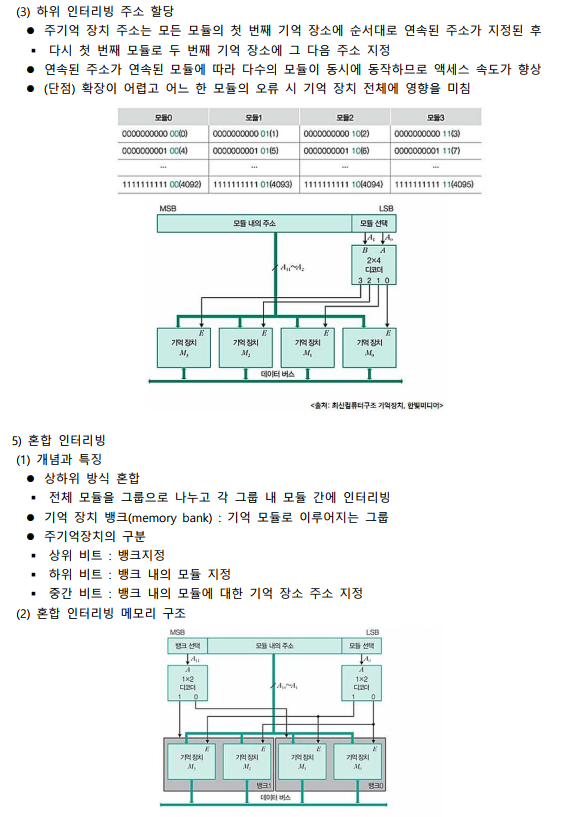 (3) 하위 인터리빙 주소 할당
● 주기억 장치 주소는 모든 모듈의 첫 번째 기억 장소에 순서대로 연속된 주소가 지정된 후
▪ 다시 첫 번째 모듈로 두 번째 기억 장소에 그 다음 주소 지정
● 연속된 주소가 연속된 모듈에 따라 다수의 모듈이 동시에 동작하므로 액세스 속도가 향상
● (단점) 확장이 어렵고 어느 한 모듈의 오류 시 기억 장치 전체에 영향을 미침
모듈0 모듈1 모듈2 모듈3
0000000000 00(0) 0000000000 01(1) 0000000000 10(2) 0000000000 11(3)
0000000001 00(4) 0000000001 01(5) 0000000001 10(6) 0000000001 11(7)
... ... ... ...
1111111111 00(4092) 1111111111 01(4093) 1111111111 10(4094) 1111111111 11(4095)
MSB LSB
모듈 내의 주소 모듈 선택
A₁ A₀
B A
2×4
디코더
3 2 1 0
A₁₁~A₂
E E E E
기억 장치 기억 장치 기억 장치 기억 장치
M₃ M₂ M₁ M₀
데이터 버스
<출처: 최신컴퓨터구조 기억장치, 한빛미디어>
5) 혼합 인터리빙
(1) 개념과 특징
● 상하위 방식 혼합
▪ 전체 모듈을 그룹으로 나누고 각 그룹 내 모듈 간에 인터리빙
● 기억 장치 뱅크(memory bank) : 기억 모듈로 이루어지는 그룹
● 주기억장치의 구분
▪ 상위 비트 : 뱅크지정
▪ 하위 비트 : 뱅크 내의 모듈 지정
▪ 중간 비트 : 뱅크 내의 모듈에 대한 기억 장소 주소 지정
(2) 혼합 인터리빙 메모리 구조
MSB LSB
뱅크 선택 모듈 내의 주소 모듈 선택
A₁₁
A A
1×2 1×2
디코더 디코더
1 0 1 0
E E E E
기억 장치 기억 장치 기억 장치 기억 장치
뱅크1 뱅크0
데이터 버스